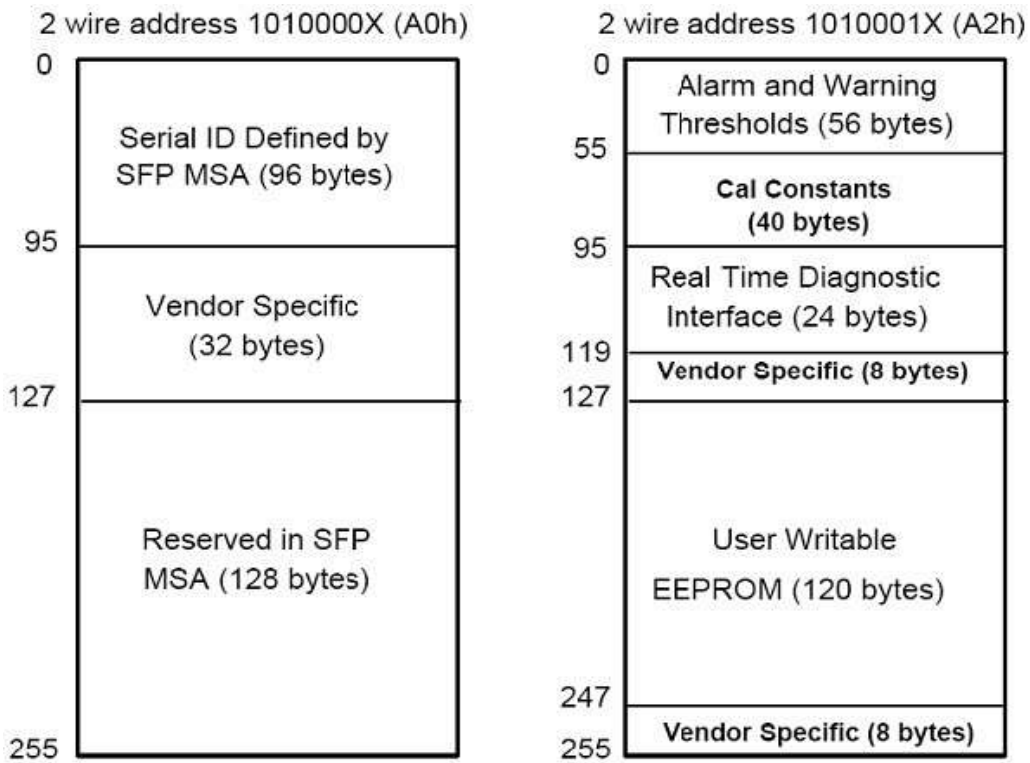 2 wire address 1010000X (A0h)
0
Serial ID Defined by
SFP MSA (96 bytes)
95
Vendor Specific
(32 bytes)
127
Reserved in SFP
MSA (128 bytes)
255
2 wire address 1010001X (A2h)
0
Alarm and Warning
Thresholds (56 bytes)
55
Cal Constants
(40 bytes)
95
Real Time Diagnostic
Interface (24 bytes)
119
Vendor Specific (8 bytes)
127
User Writable
EEPROM (120 bytes)
247
Vendor Specific (8 bytes)
255